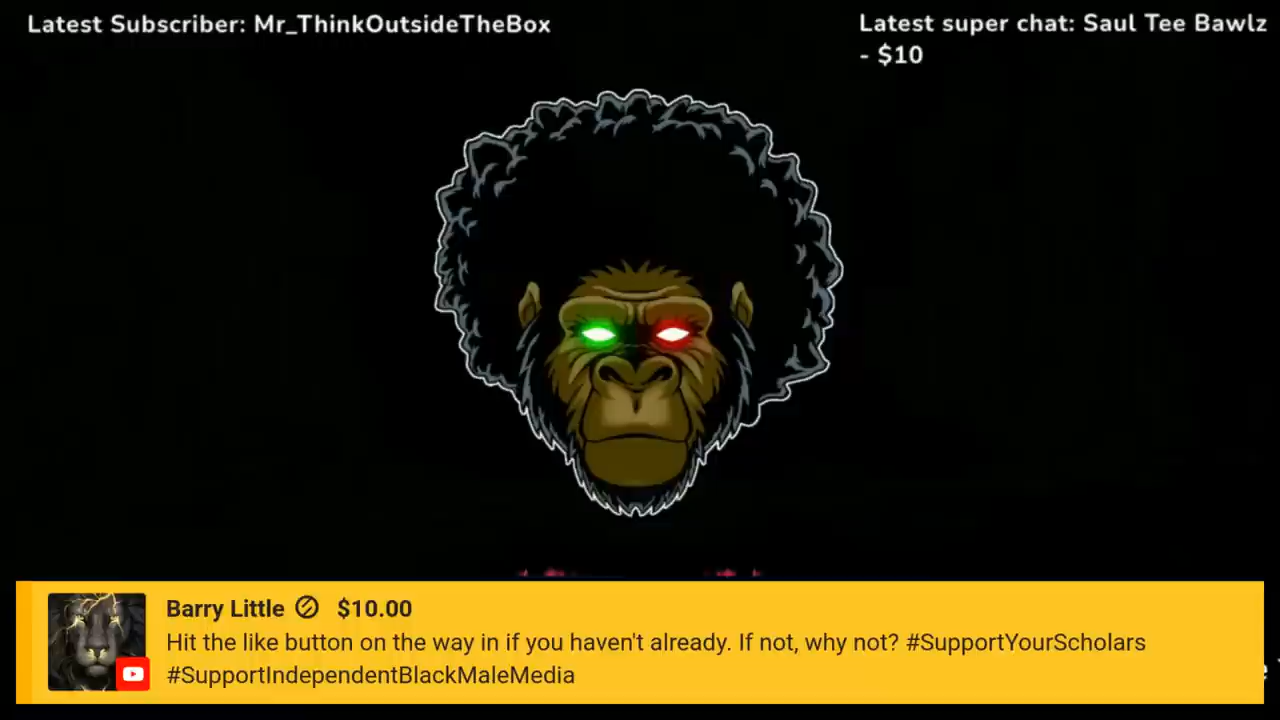 Latest Subscriber: Mr_ThinkOutsideTheBox
Latest super chat: Saul Tee Bawlz
- $10
Barry Little $10.00
Hit the like button on the way in if you haven't already. If not, why not? #SupportYourScholars
#SupportIndependentBlackMaleMedia